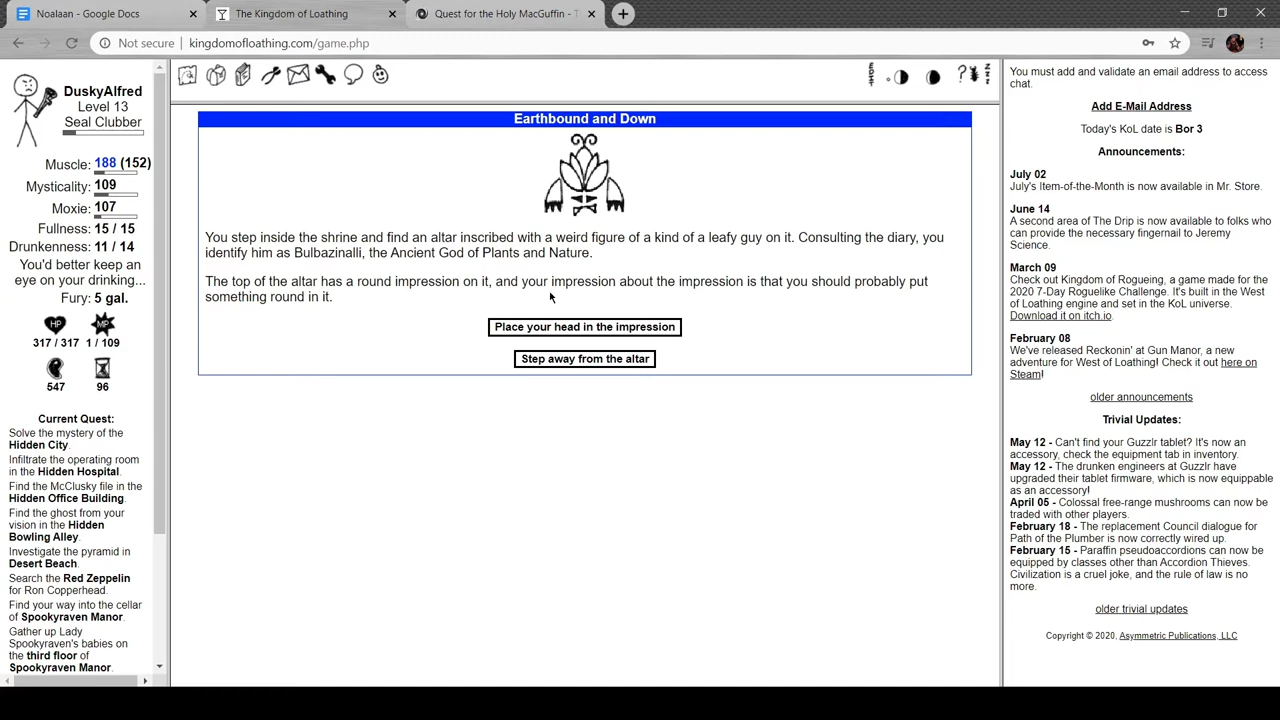 Noalaan - Google Docs
The Kingdom of Loathing
Quest for the Holy MacGuffin - T
Not secure
kingdomofloathing.com/game.php
DuskyAlfred
Level 13
Seal Clubber
Muscle: 188 (152)
Mysticality: 109
Moxie: 107
Fullness: 15 / 15
Drunkenness: 11 / 14
You'd better keep an
eye on your drinking...
Fury: 5 gal.
HP
MP
317 / 317
1 / 109
547
96
Current Quest:
Solve the mystery of the
Hidden City.
Infiltrate the operating room
in the Hidden Hospital.
Find the McClusky file in the
Hidden Office Building.
Find the ghost from your
vision in the Hidden
Bowling Alley.
Investigate the pyramid in
Desert Beach.
Search the Red Zeppelin
for Ron Copperhead.
Find your way into the cellar
of Spookyraven Manor.
Gather up Lady
Spookyraven's babies on
the third floor of
Spookyraven Manor.
Earthbound and Down
You step inside the shrine and find an altar inscribed with a weird figure of a kind of a leafy guy on it. Consulting the diary, you
identify him as Bulbazinalli, the Ancient God of Plants and Nature.
The top of the altar has a round impression on it, and your impression about the impression is that you should probably put
something round in it.
Place your head in the impression
Step away from the altar
You must add and validate an email address to access
chat.
Add E-Mail Address
Today's KoL date is Bor 3
Announcements:
July 02
July's Item-of-the-Month is now available in Mr. Store.
June 14
A second area of The Drip is now available to folks who
can provide the necessary fingernail to Jeremy
Science.
March 09
Check out Kingdom of Rogueing, a game made for the
2020 7-Day Roguelike Challenge. It's built in the West
of Loathing engine and set in the KoL universe.
Download it on itch.io.
February 08
We've released Reckonin' at Gun Manor, a new
adventure for West of Loathing! Check it out here on
Steam!
older announcements
Trivial Updates:
May 12 - Can't find your Guzzlr tablet? It's now an
accessory, check the equipment tab in inventory.
May 12 - The drunken engineers at Guzzlr have
upgraded their tablet firmware, which is now equippable
as an accessory!
April 05 - Colossal free-range mushrooms can now be
traded with other players.
February 18 - The replacement Council dialogue for
Path of the Plumber is now correctly wired up.
February 15 - Paraffin pseudoaccordions can now be
equipped by classes other than Accordion Thieves.
Civilization is a cruel joke, and the rule of law is no
more.
older trivial updates
Copyright © 2020, Asymmetric Publications, LLC